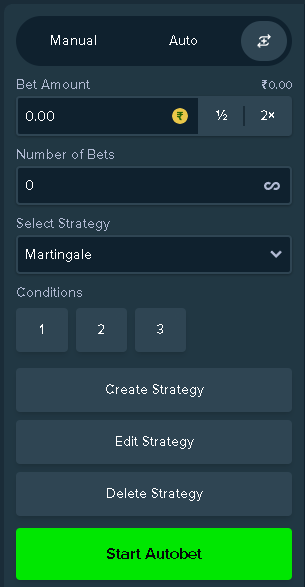 Manual Auto
Bet Amount ₹0.00
0.00 ₹ ½ 2×
Number of Bets
0 ∞
Select Strategy
Martingale
Conditions
1 2 3
Create Strategy
Edit Strategy
Delete Strategy
Start Autobet